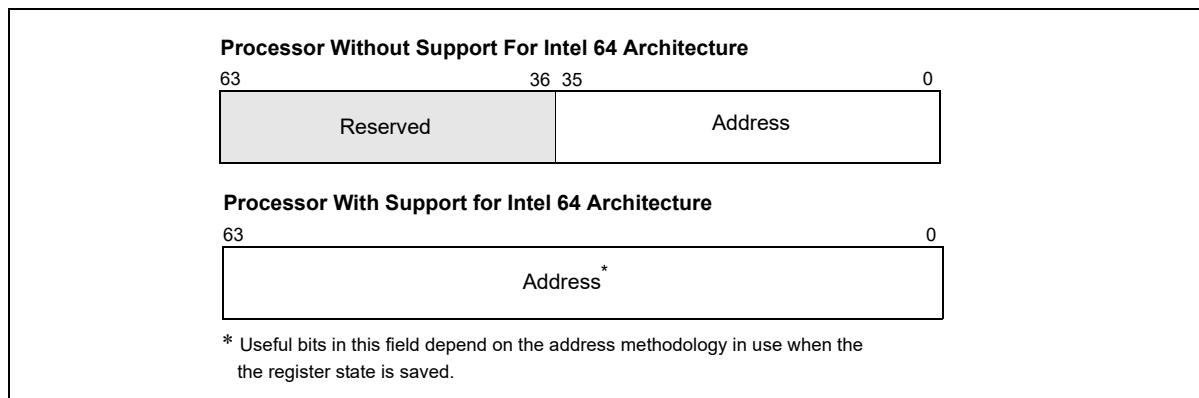 Processor Without Support For Intel 64 Architecture
63 36 35 0
Reserved Address
Processor With Support for Intel 64 Architecture
63 0
Address*
* Useful bits in this field depend on the address methodology in use when the
the register state is saved.